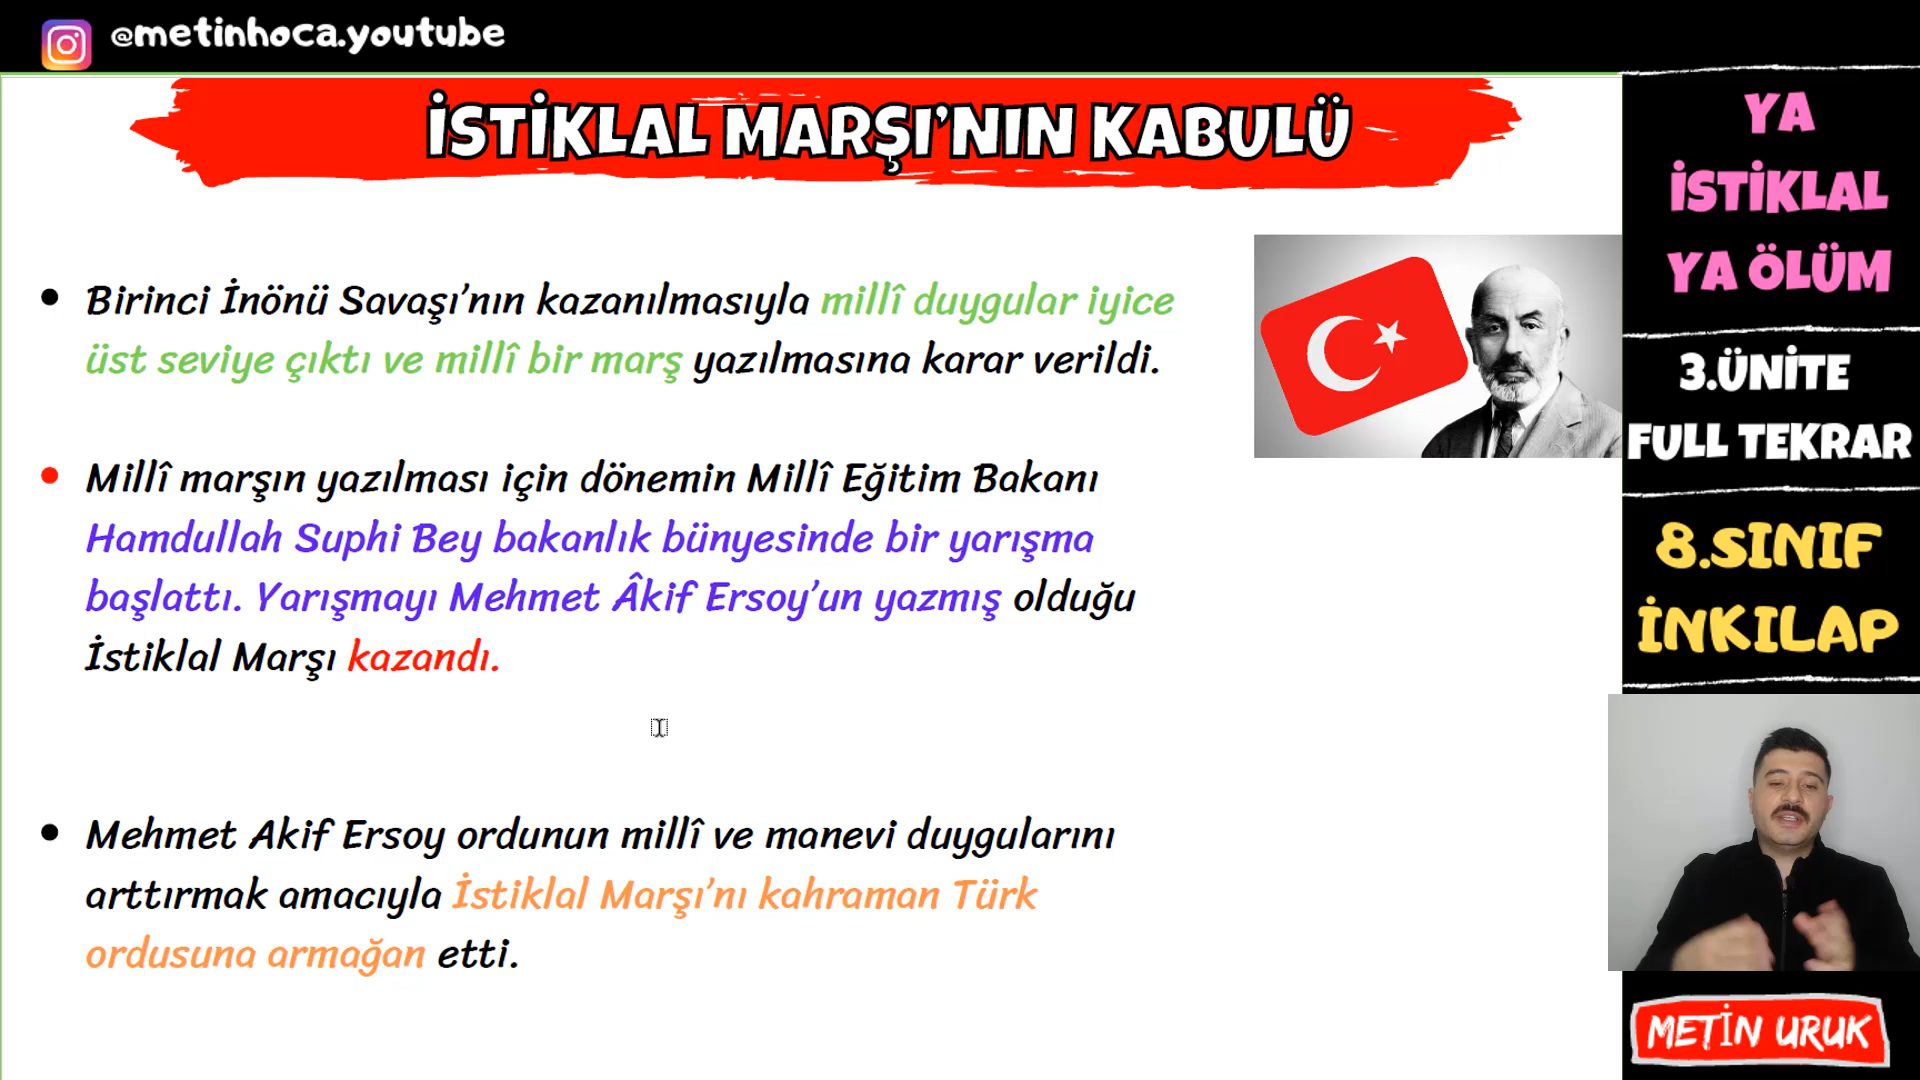 @metinhoca.youtube
İSTİKLAL MARŞI'NIN KABULÜ
Birinci İnönü Savaşı'nın kazanılmasıyla millî duygular iyice
üst seviye çıktı ve millî bir marş yazılmasına karar verildi.
Millî marşın yazılması için dönemin Millî Eğitim Bakanı
Hamdullah Suphi Bey bakanlık bünyesinde bir yarışma
başlattı. Yarışmayı Mehmet Âkif Ersoy'un yazmış olduğu
İstiklal Marşı kazandı.
Mehmet Akif Ersoy ordunun millî ve manevi duygularını
arttırmak amacıyla İstiklal Marşı'nı kahraman Türk
ordusuna armağan etti.
YA
İSTİKLAL
YA ÖLÜM
3.ÜNİTE
FULL TEKRAR
8.SINIF
İNKILAP
METİN URUK